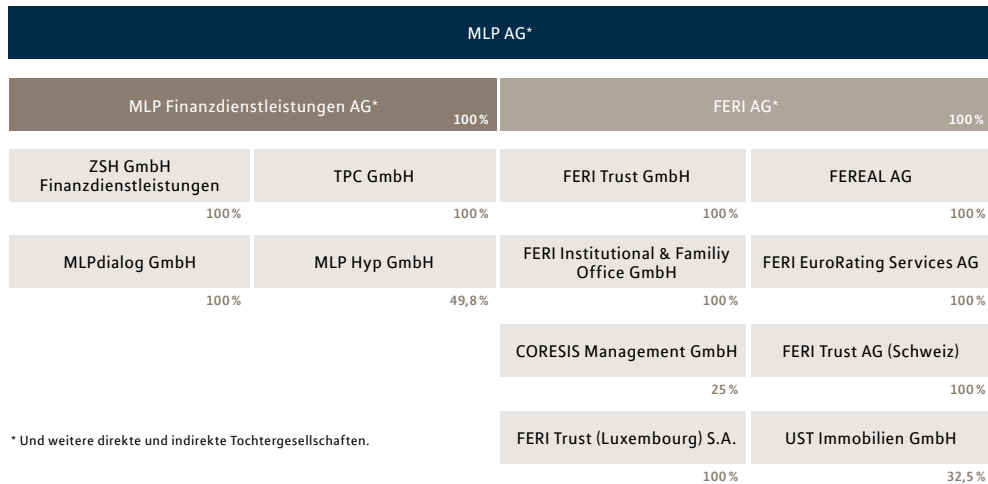 MLP AG*
MLP Finanzdienstleistungen AG*
100 %
FERI AG*
100 %
ZSH GmbH
Finanzdienstleistungen
100 %
TPC GmbH
100 %
FERI Trust GmbH
100 %
FEREAL AG
100 %
MLPdialog GmbH
100 %
MLP Hyp GmbH
49,8 %
FERI Institutional & Familiy
Office GmbH
100 %
FERI EuroRating Services AG
100 %
CORESIS Management GmbH
25 %
FERI Trust AG (Schweiz)
100 %
* Und weitere direkte und indirekte Tochtergesellschaften.
FERI Trust (Luxembourg) S.A.
100 %
UST Immobilien GmbH
32,5 %